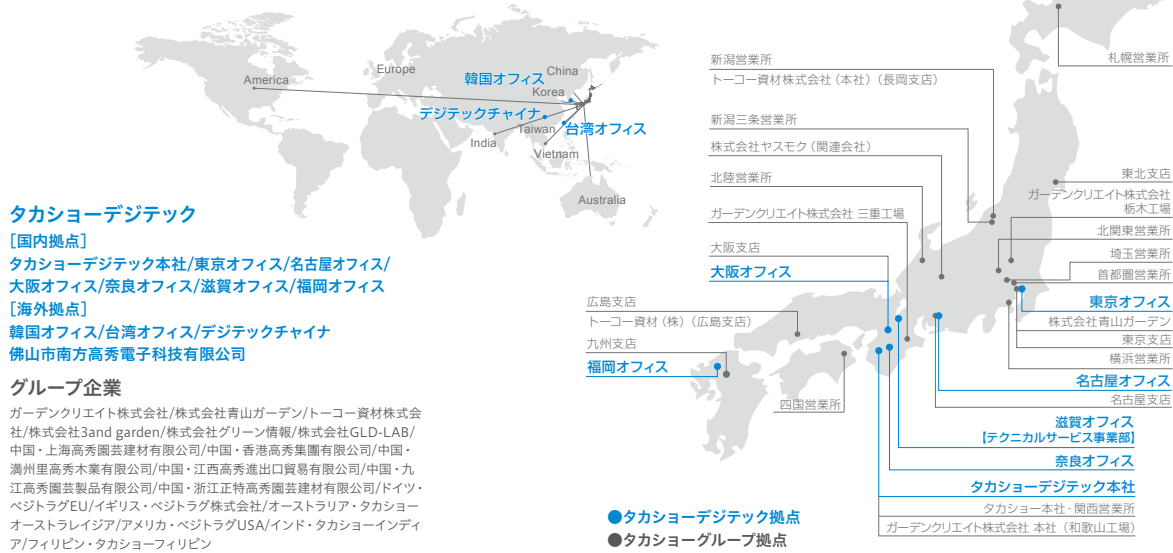 America
Europe
China
韓国オフィス
Korea
デジテックチャイナ
Taiwan
台湾オフィス
India
Vietnam
Australia
タカショーデジテック
［国内拠点］
タカショーデジテック本社/東京オフィス/名古屋オフィス/
大阪オフィス/奈良オフィス/滋賀オフィス/福岡オフィス
［海外拠点］
韓国オフィス/台湾オフィス/デジテックチャイナ
佛山市南方高秀電子科技有限公司
グループ企業
ガーデンクリエイト株式会社/株式会社青山ガーデン/トーコー資材株式会
社/株式会社3and garden/株式会社グリーン情報/株式会社GLD-LAB/
中国・上海高秀園芸建材有限公司/中国・香港高秀集團有限公司/中国・
満州里高秀木業有限公司/中国・江西高秀進出口貿易有限公司/中国・九
江高秀園芸製品有限公司/中国・浙江正特高秀園芸建材有限公司/ドイツ・
ベジトラグEU/イギリス・ベジトラグ株式会社/オーストラリア・タカショー
オーストラレイジア/アメリカ・ベジトラグUSA/インド・タカショーインディ
ア/フィリピン・タカショーフィリピン
新潟営業所
トーコー資材株式会社（本社）（長岡支店）
新潟三条営業所
株式会社ヤスモク（関連会社）
北陸営業所
ガーデンクリエイト株式会社 三重工場
大阪支店
大阪オフィス
広島支店
トーコー資材（株）（広島支店）
九州支店
福岡オフィス
四国営業所
札幌営業所
東北支店
ガーデンクリエイト株式会社
栃木工場
北関東営業所
埼玉営業所
首都圏営業所
東京オフィス
株式会社青山ガーデン
東京支店
横浜営業所
名古屋オフィス
名古屋支店
滋賀オフィス
【テクニカルサービス事業部】
奈良オフィス
タカショーデジテック本社
タカショー本社・関西営業所
ガーデンクリエイト株式会社 本社（和歌山工場）
●タカショーデジテック拠点
●タカショーグループ拠点